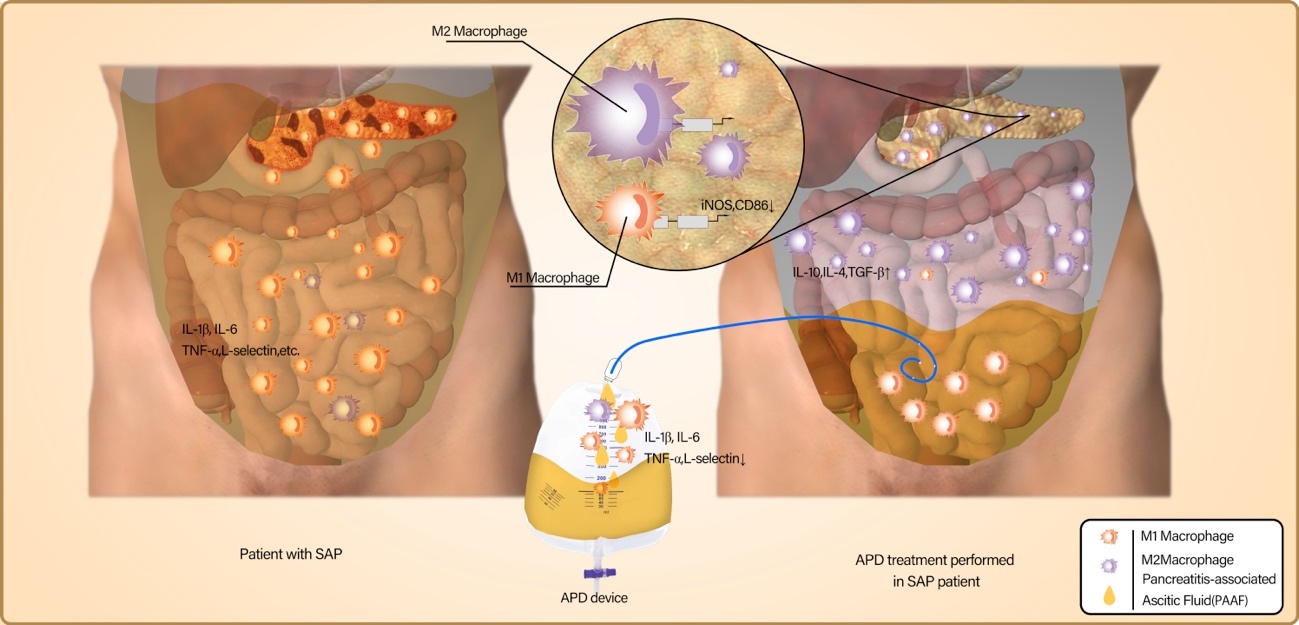 M2 Macrophage
iNOS,CD86↓
M1 Macrophage
IL-10,IL-4,TGF-β↑
IL-1β, IL-6
TNF-α,L-selectin,etc.
IL-1β, IL-6
TNF-α,L-selectin↓
200
Patient with SAP
APD device
APD treatment performed
in SAP patient
M1 Macrophage
M2Macrophage
Pancreatitis-associated
Ascitic Fluid(PAAF)